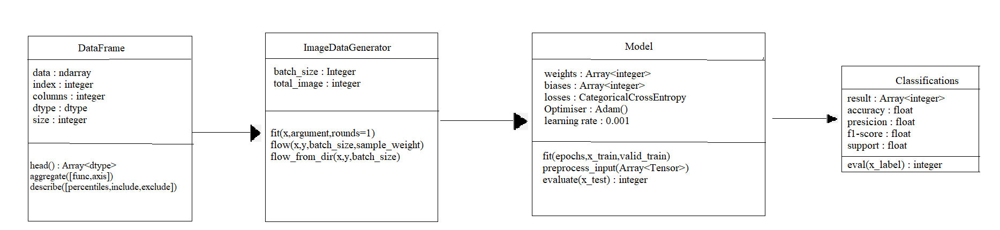 DataFrame
data : ndarray
index : integer
columns : integer
dtype : dtype
size : integer
head() : Array<dtype>
aggregate([func,axis])
describe([percentiles,include,exclude])
ImageDataGenerator
batch_size : Integer
total_image : integer
fit(x,argument,rounds=1)
flow(x,y,batch_size,sample_weight)
flow_from_dir(x,y,batch_size)
Model
weights : Array<integer>
biases : Array<integer>
losses : CategoricalCrossEntropy
Optimiser : Adam()
learning rate : 0.001
fit(epochs,x_train,valid_train)
preprocess_input(Array<Tensor>)
evaluate(x_test) : integer
Classifications
result : Array<integer>
accuracy : float
presicion : float
f1-score : float
support : float
eval(x_label) : integer